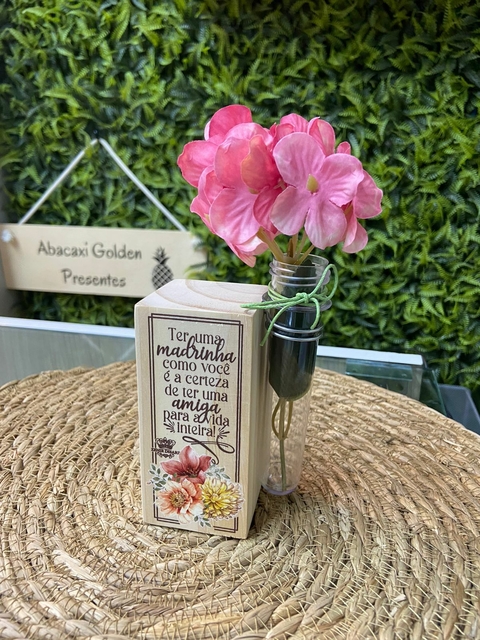 Abacaxi Golden
Presentes
Ter uma
madrinha
como você
é a certeza
de ter uma
amiga
para a vida
inteira!